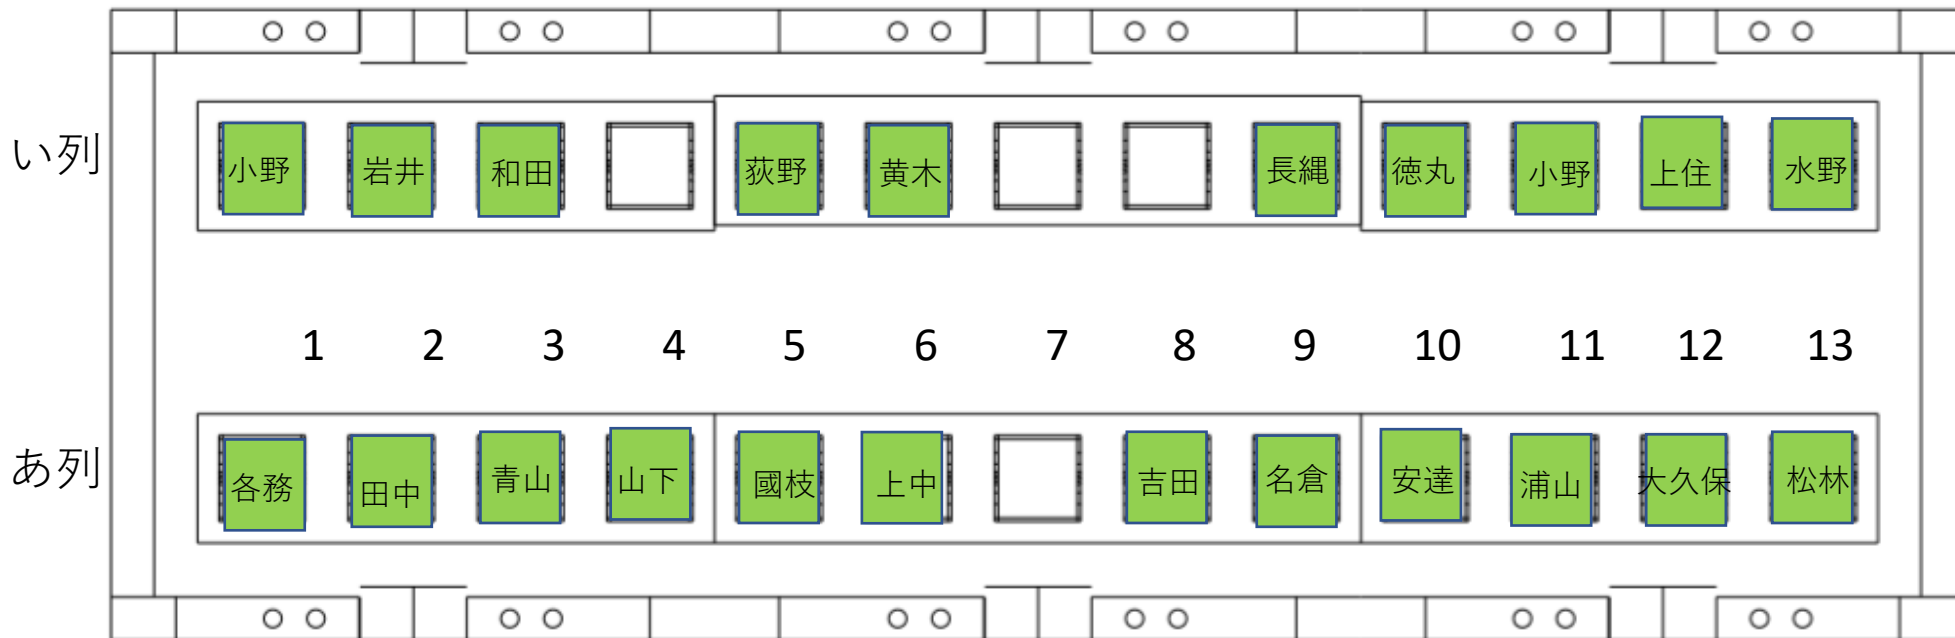 い列
小野 岩井 和田 荻野 黄木 長縄 徳丸 小野 上住 水野
1 2 3 4 5 6 7 8 9 10 11 12 13
あ列
各務 田中 青山 山下 國枝 上中 吉田 名倉 安達 浦山 大久保 松林